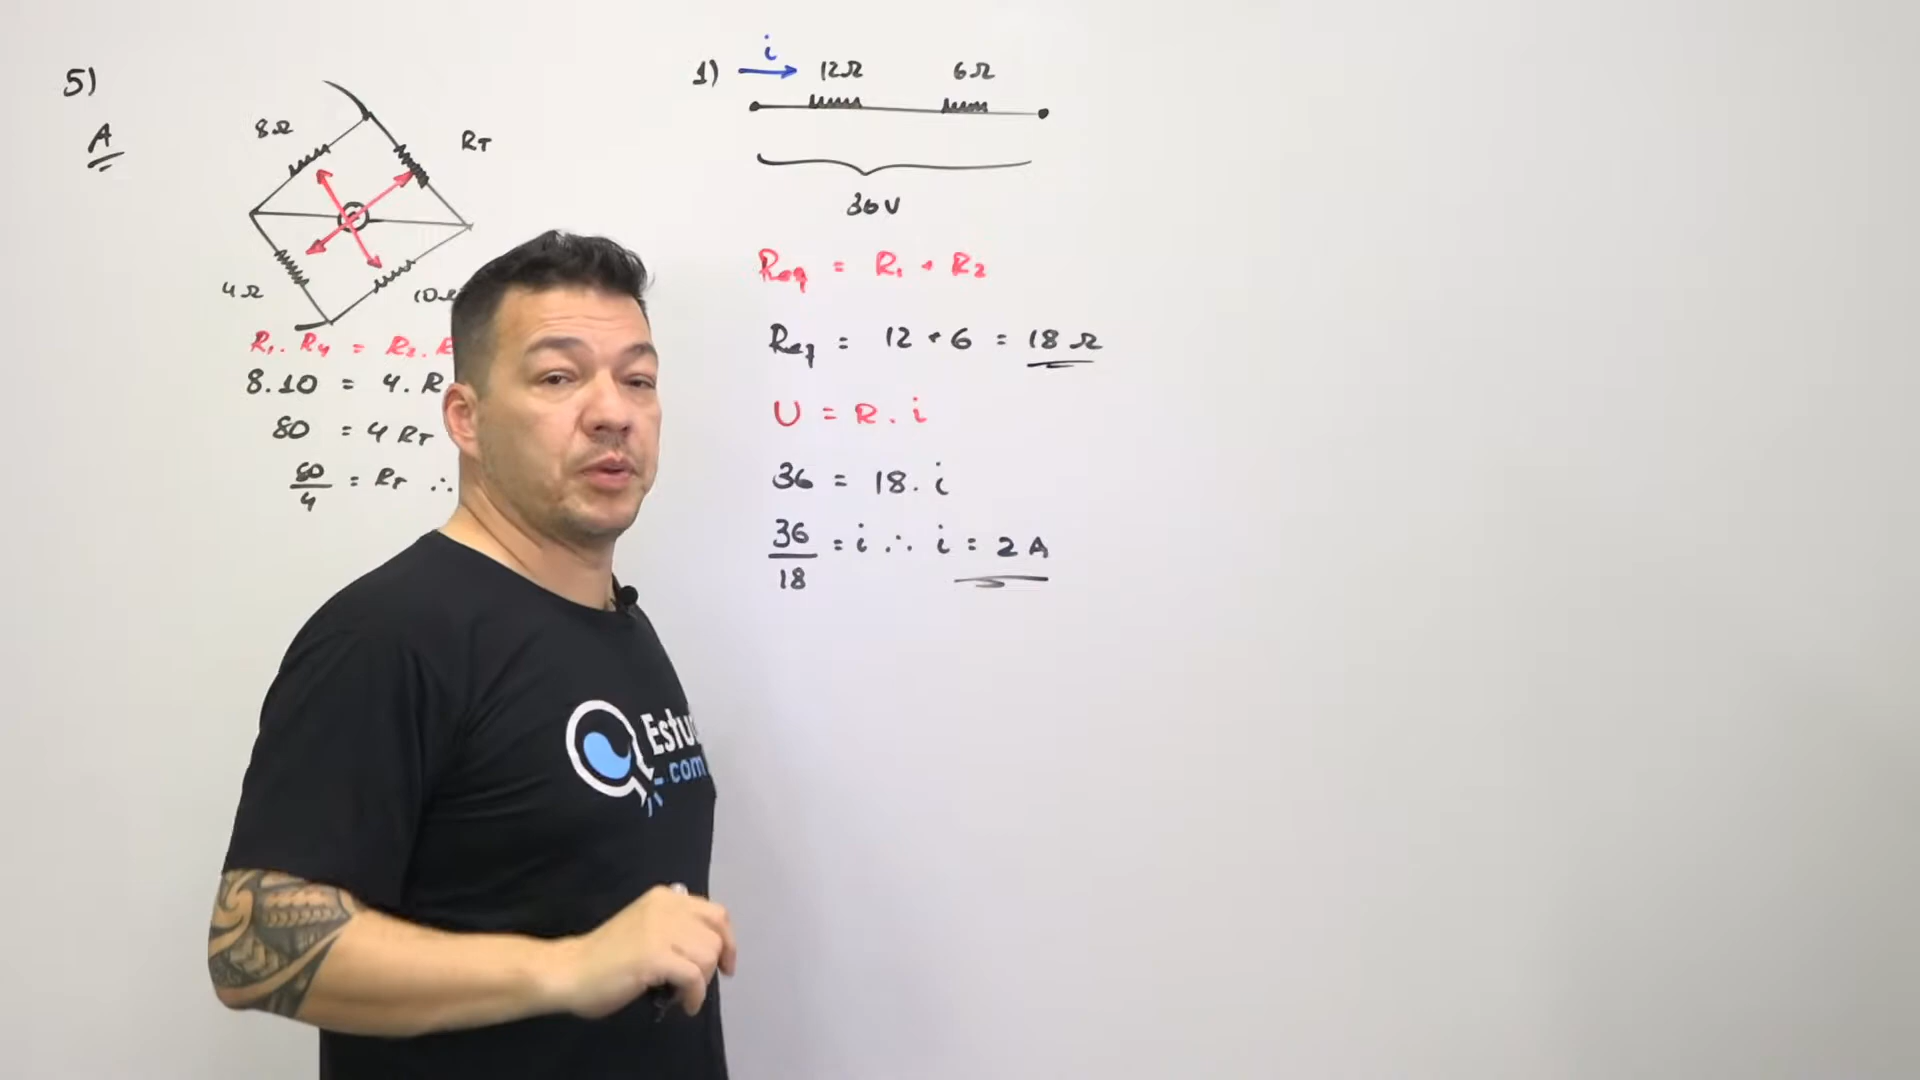 5)
A
8Ω
RT
4Ω
10Ω
R₁ . R₄ = R₂ .
8.10 = 4. R
80 = 4 RT
80/4 = RT ∴
1)
i
12Ω 6Ω
36V
Req = R₁ + R₂
Req = 12 + 6 = 18 Ω
U = R . i
36 = 18. i
36/18 = i ∴ i = 2 A
.com